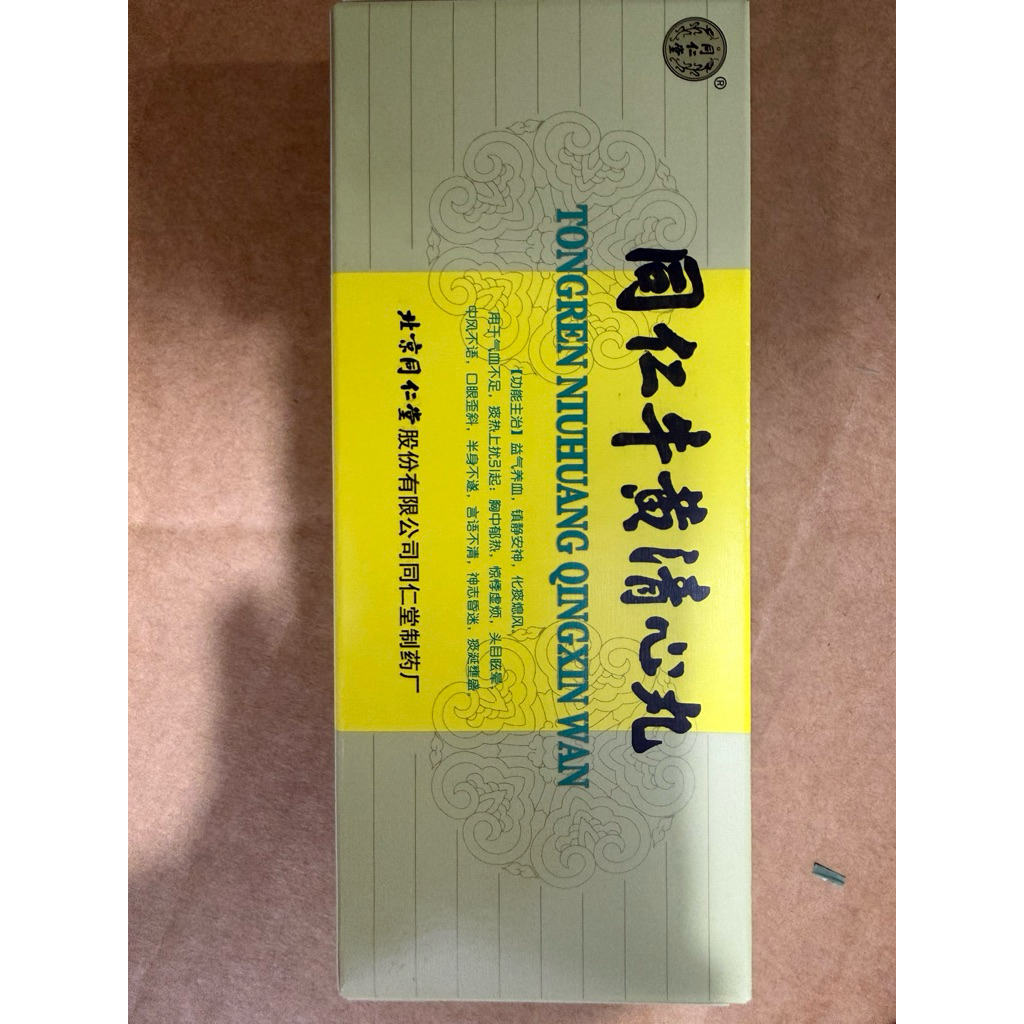 同仁堂
®
同仁牛黄清心丸
TONGREN NIUHUANG QINGXIN WAN
【功能主治】益气养血，镇静安神，化痰熄风。
用于气血不足，痰热上扰引起：胸中郁热，惊悸虚烦，头目眩晕，
中风不语，口眼歪斜，半身不遂，言语不清，神志昏迷，痰涎壅盛。
北京同仁堂股份有限公司同仁堂制药厂